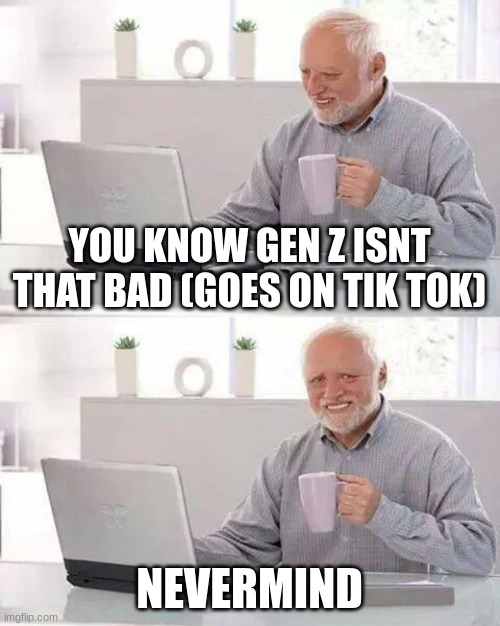 YOU KNOW GEN Z ISNT
THAT BAD (GOES ON TIK TOK)
NEVERMIND
imgflip.com